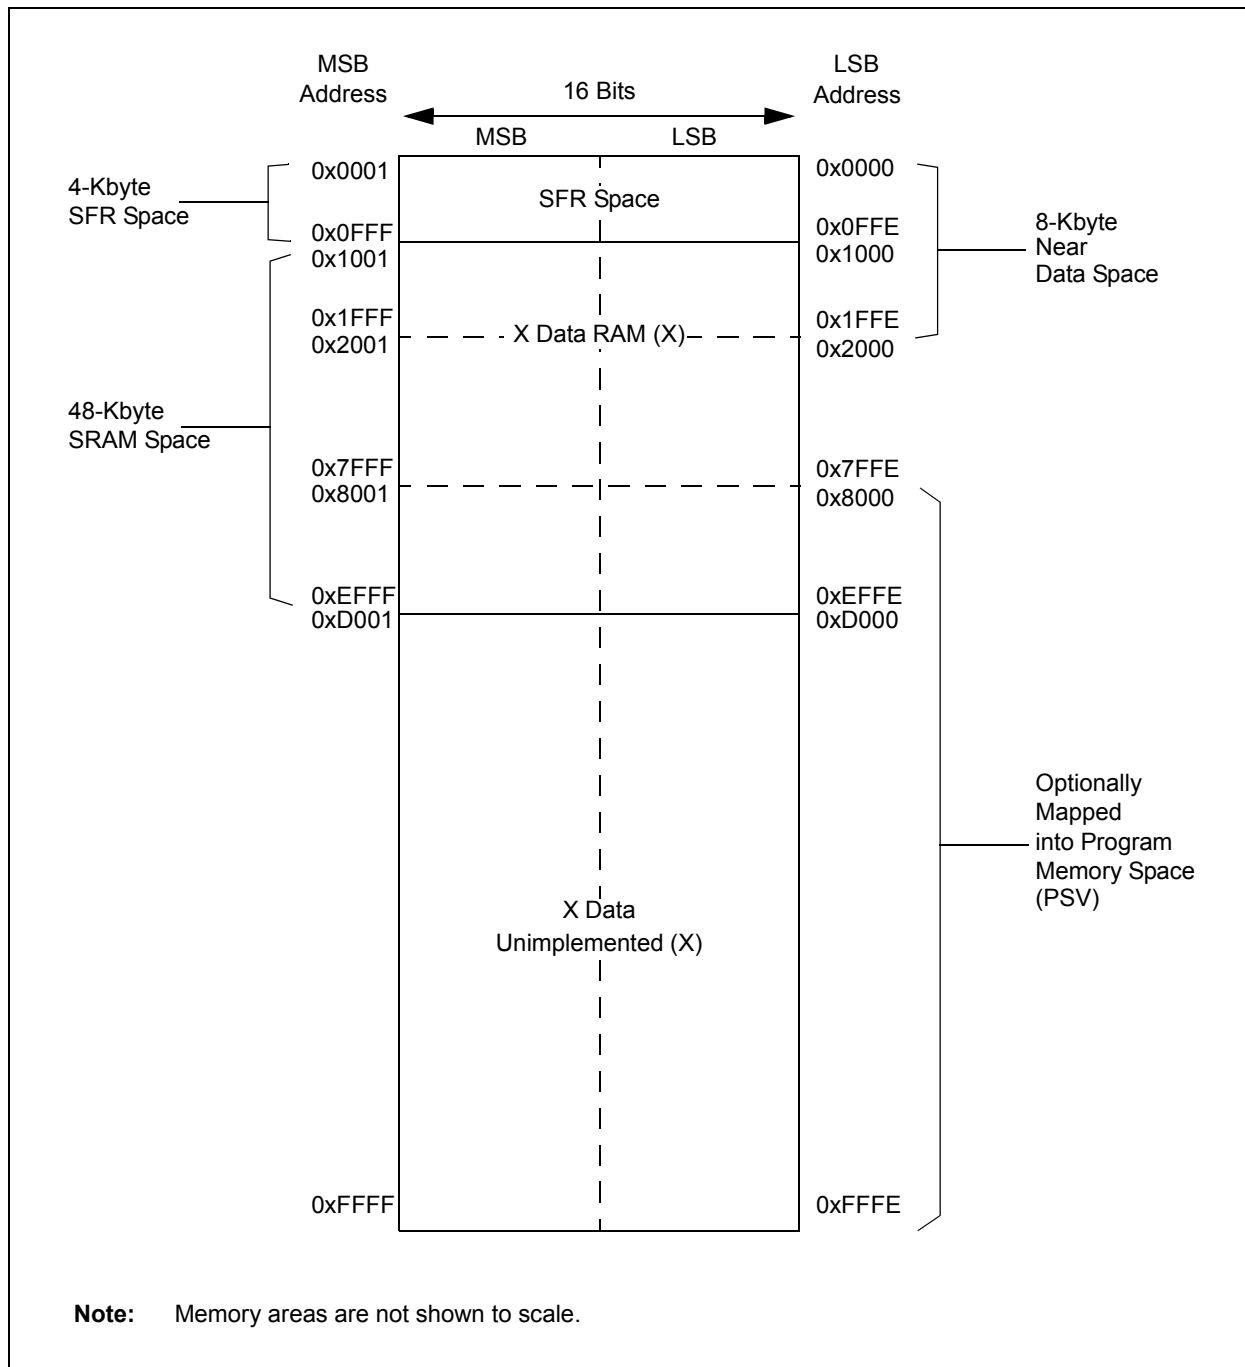 MSB
Address
LSB
Address
16 Bits
MSB
LSB
0x0001
0x0000
4-Kbyte
SFR Space
SFR Space
0x0FFF
0x0FFE
0x1001
0x1000
8-Kbyte
Near
Data Space
0x1FFF
0x1FFE
X Data RAM (X)
0x2001
0x2000
48-Kbyte
SRAM Space
0x7FFF
0x7FFE
0x8001
0x8000
0xEFFF
0xEFFE
0xD001
0xD000
Optionally
Mapped
into Program
Memory Space
(PSV)
X Data
Unimplemented (X)
0xFFFF
0xFFFE
Note: Memory areas are not shown to scale.